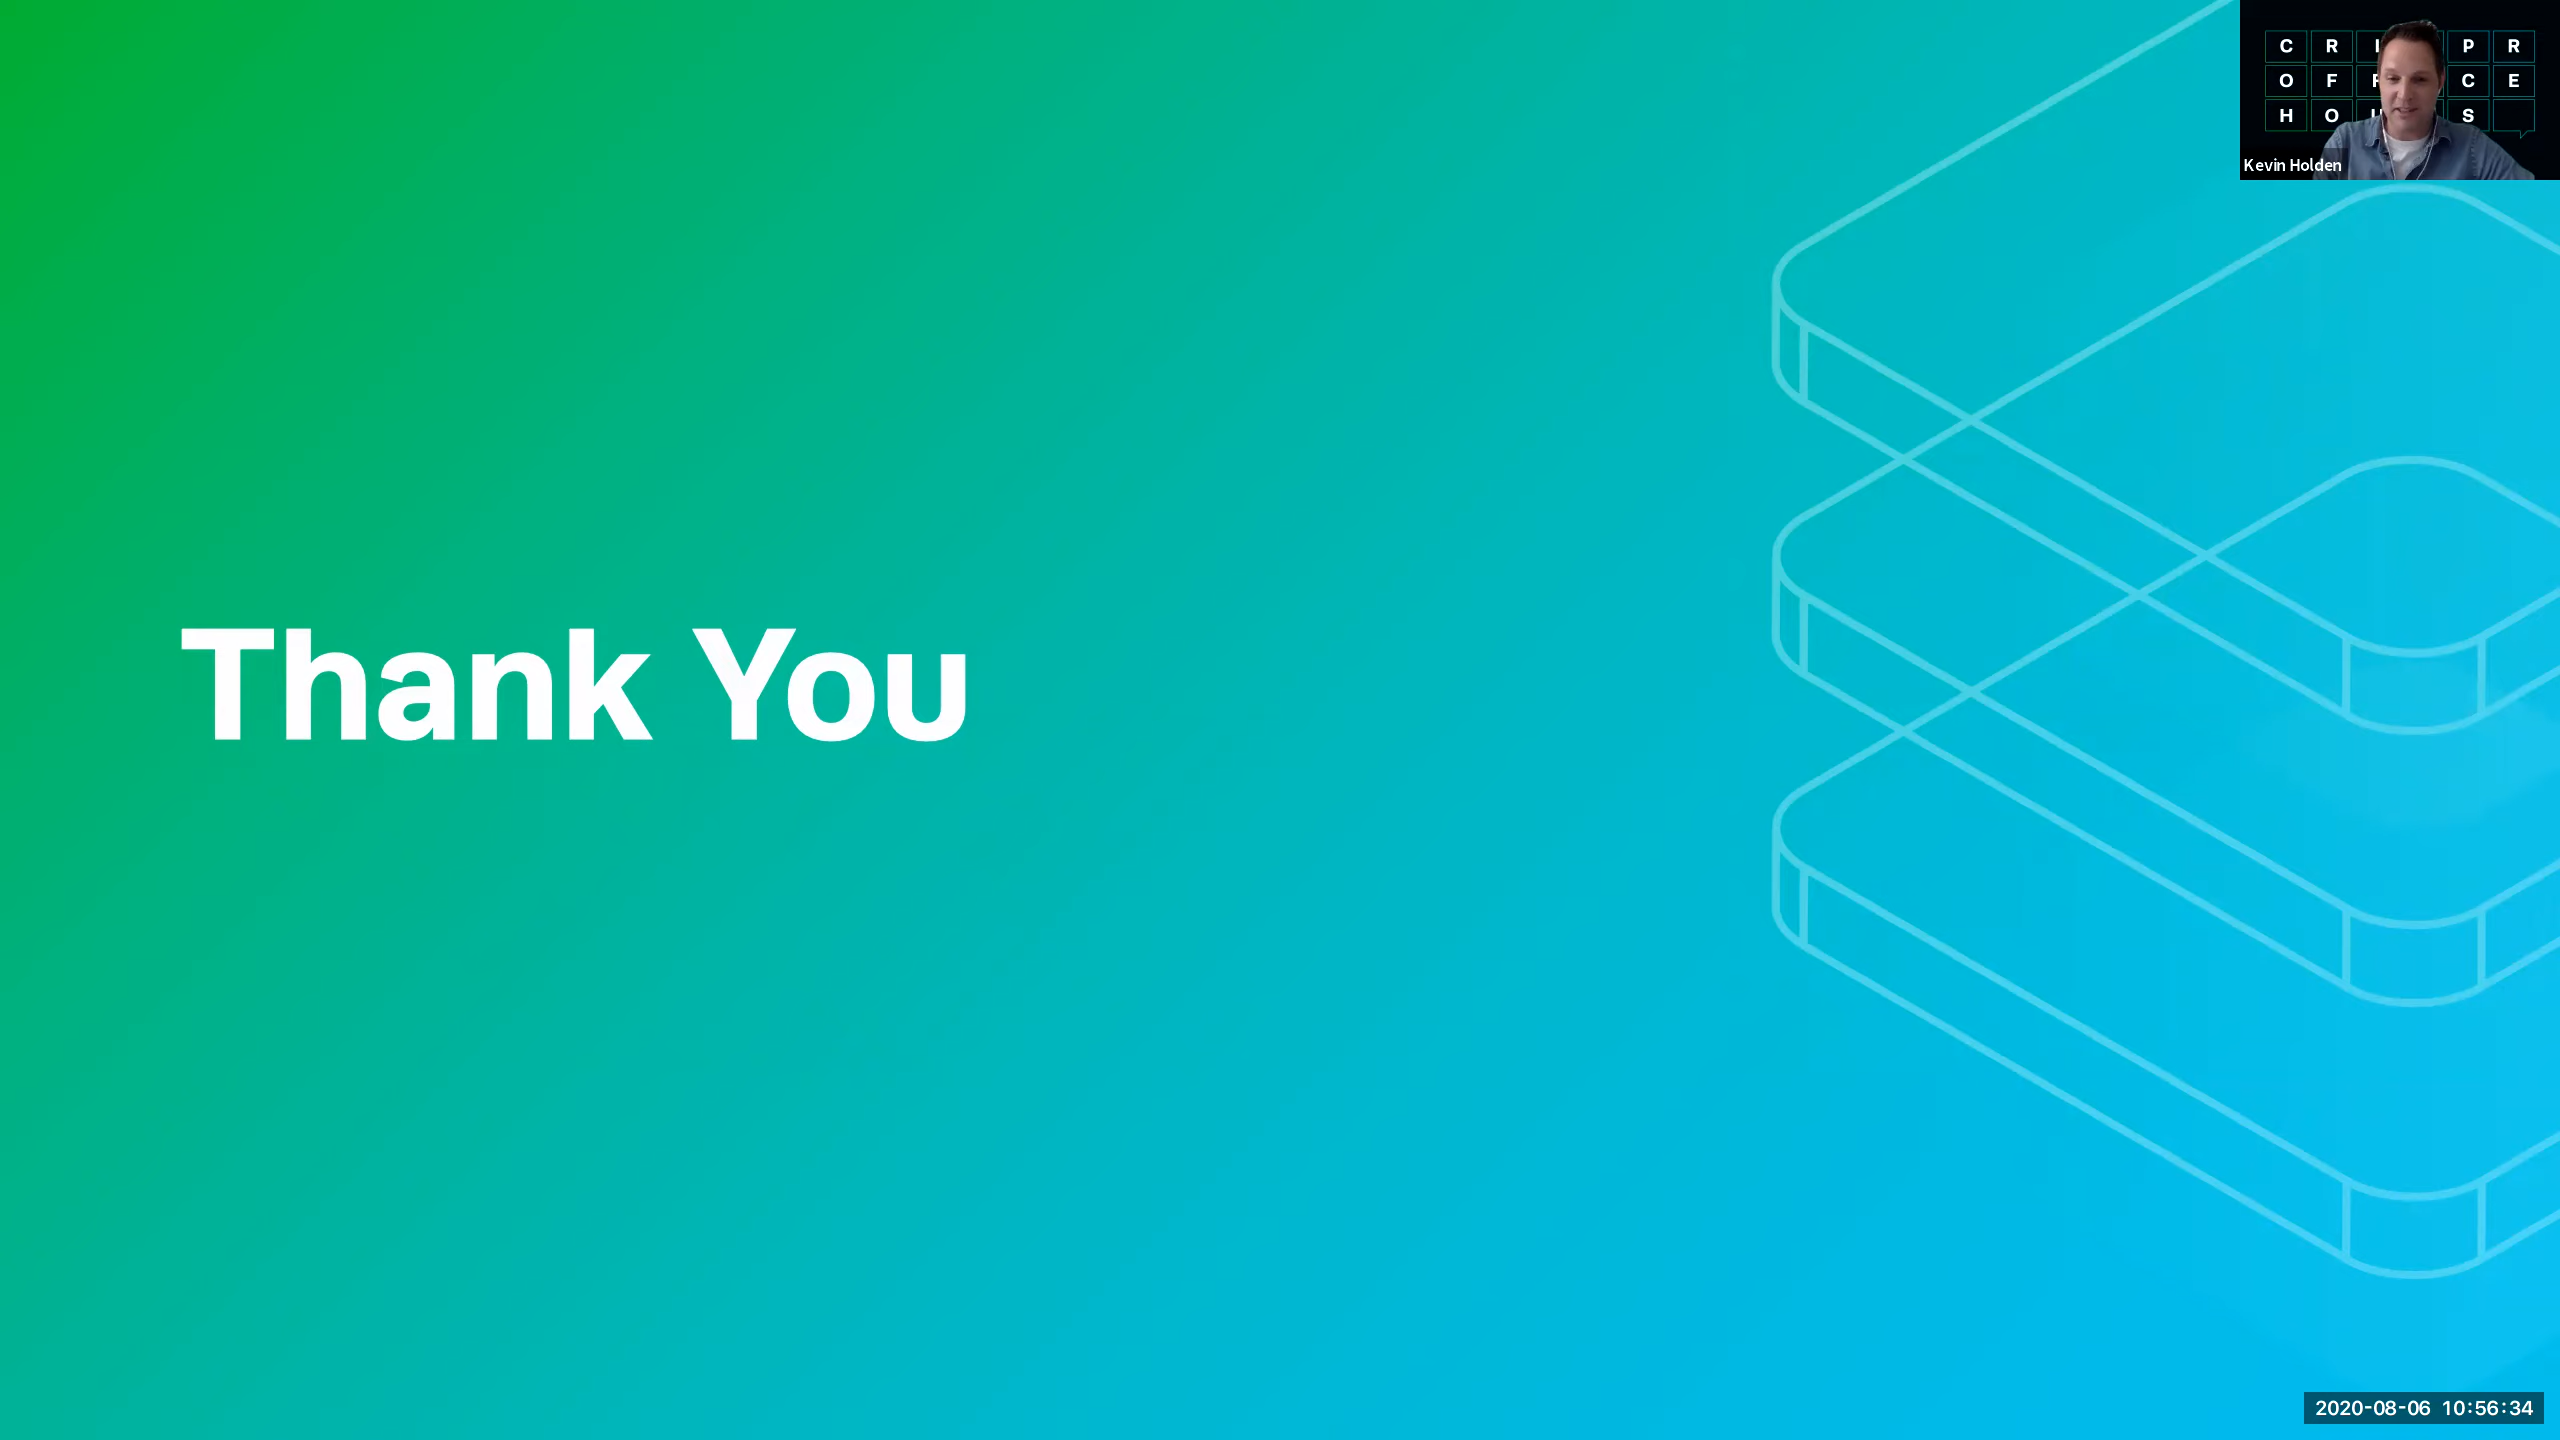 Thank You
C R I P R
O F F C E
H O U S
Kevin Holden
2020-08-06 10:56:34